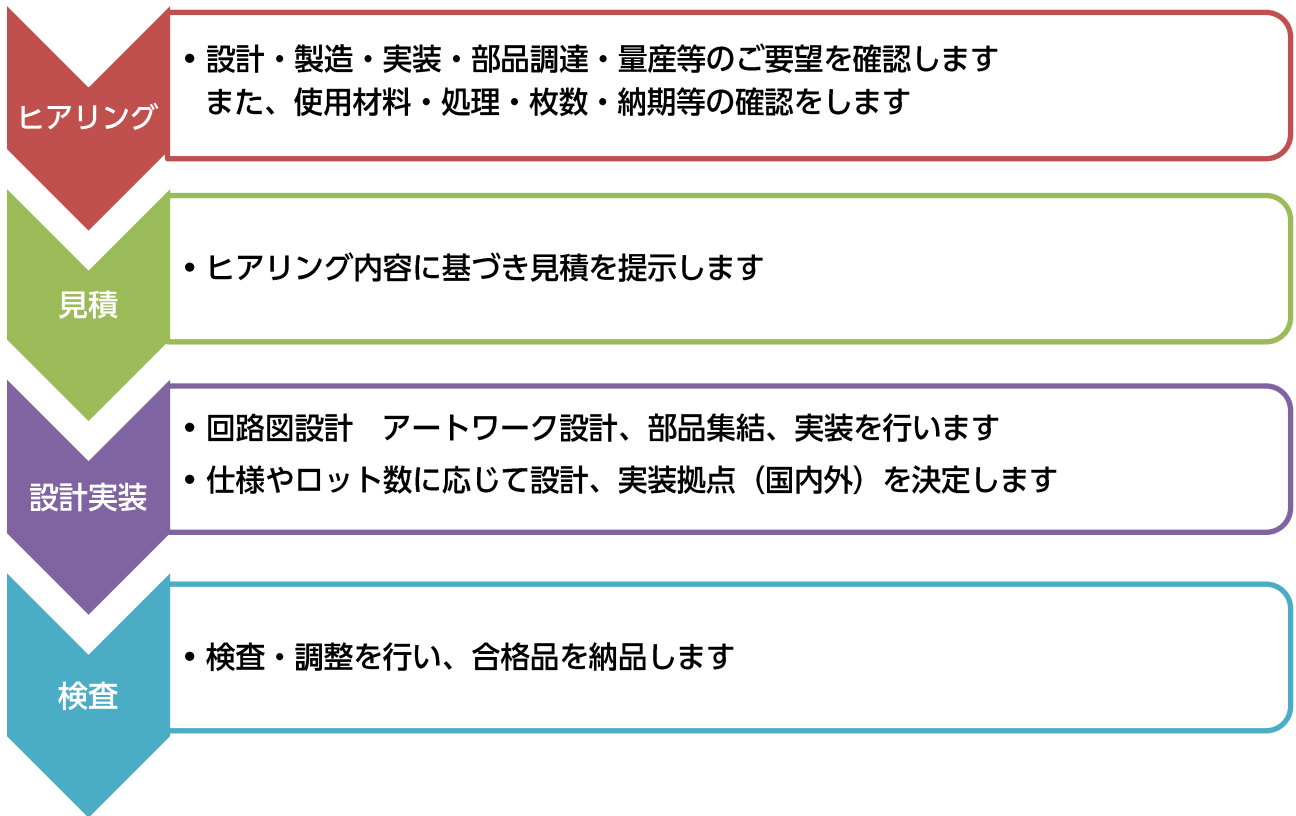 ヒアリング
• 設計・製造・実装・部品調達・量産等のご要望を確認します
また、使用材料・処理・枚数・納期等の確認をします
見積
• ヒアリング内容に基づき見積を提示します
設計実装
• 回路図設計　アートワーク設計、部品集結、実装を行います
• 仕様やロット数に応じて設計、実装拠点（国内外）を決定します
検査
• 検査・調整を行い、合格品を納品します